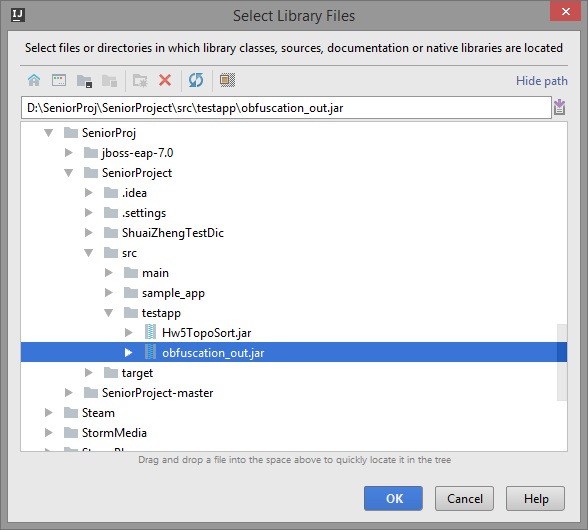 Select Library Files
Select files or directories in which library classes, sources, documentation or native libraries are located
Hide path
D:\SeniorProj\SeniorProject\src\testapp\obfuscation_out.jar
SeniorProj
jboss-eap-7.0
SeniorProject
.idea
.settings
ShuaiZhengTestDic
src
main
sample_app
testapp
Hw5TopoSort.jar
obfuscation_out.jar
target
SeniorProject-master
Steam
StormMedia
Drag and drop a file into the space above to quickly locate it in the tree
OK
Cancel
Help